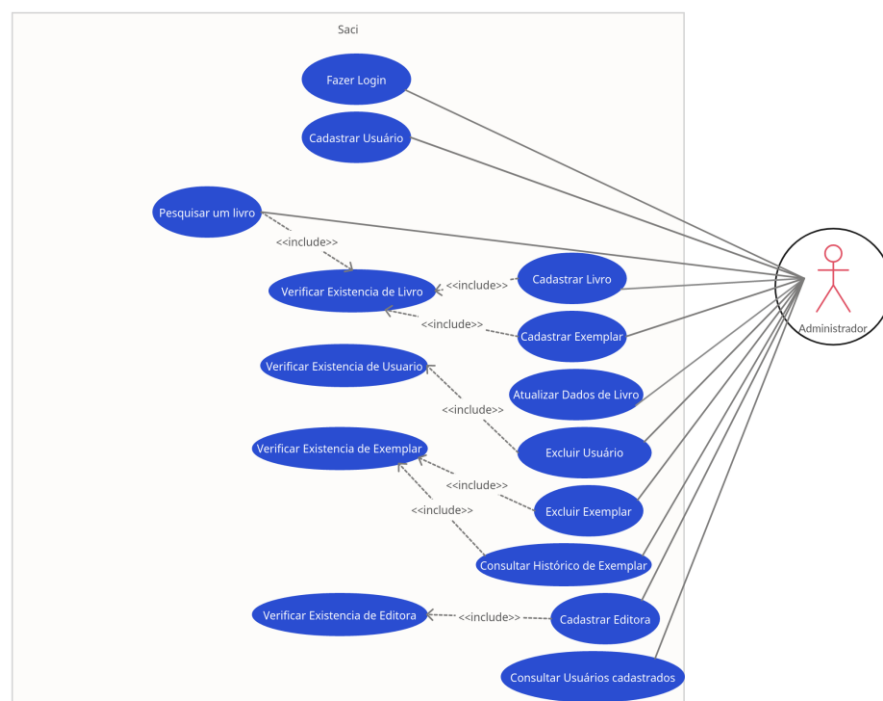 Saci
Fazer Login
Cadastrar Usuário
Pesquisar um livro
<<include>>
Verificar Existencia de Livro
<<include>>
Cadastrar Livro
<<include>>
Cadastrar Exemplar
Administrador
Verificar Existencia de Usuario
Atualizar Dados de Livro
<<include>>
Verificar Existencia de Exemplar
Excluir Usuário
<<include>>
<<include>>
Excluir Exemplar
Consultar Histórico de Exemplar
Verificar Existencia de Editora
<<include>>
Cadastrar Editora
Consultar Usuários cadastrados